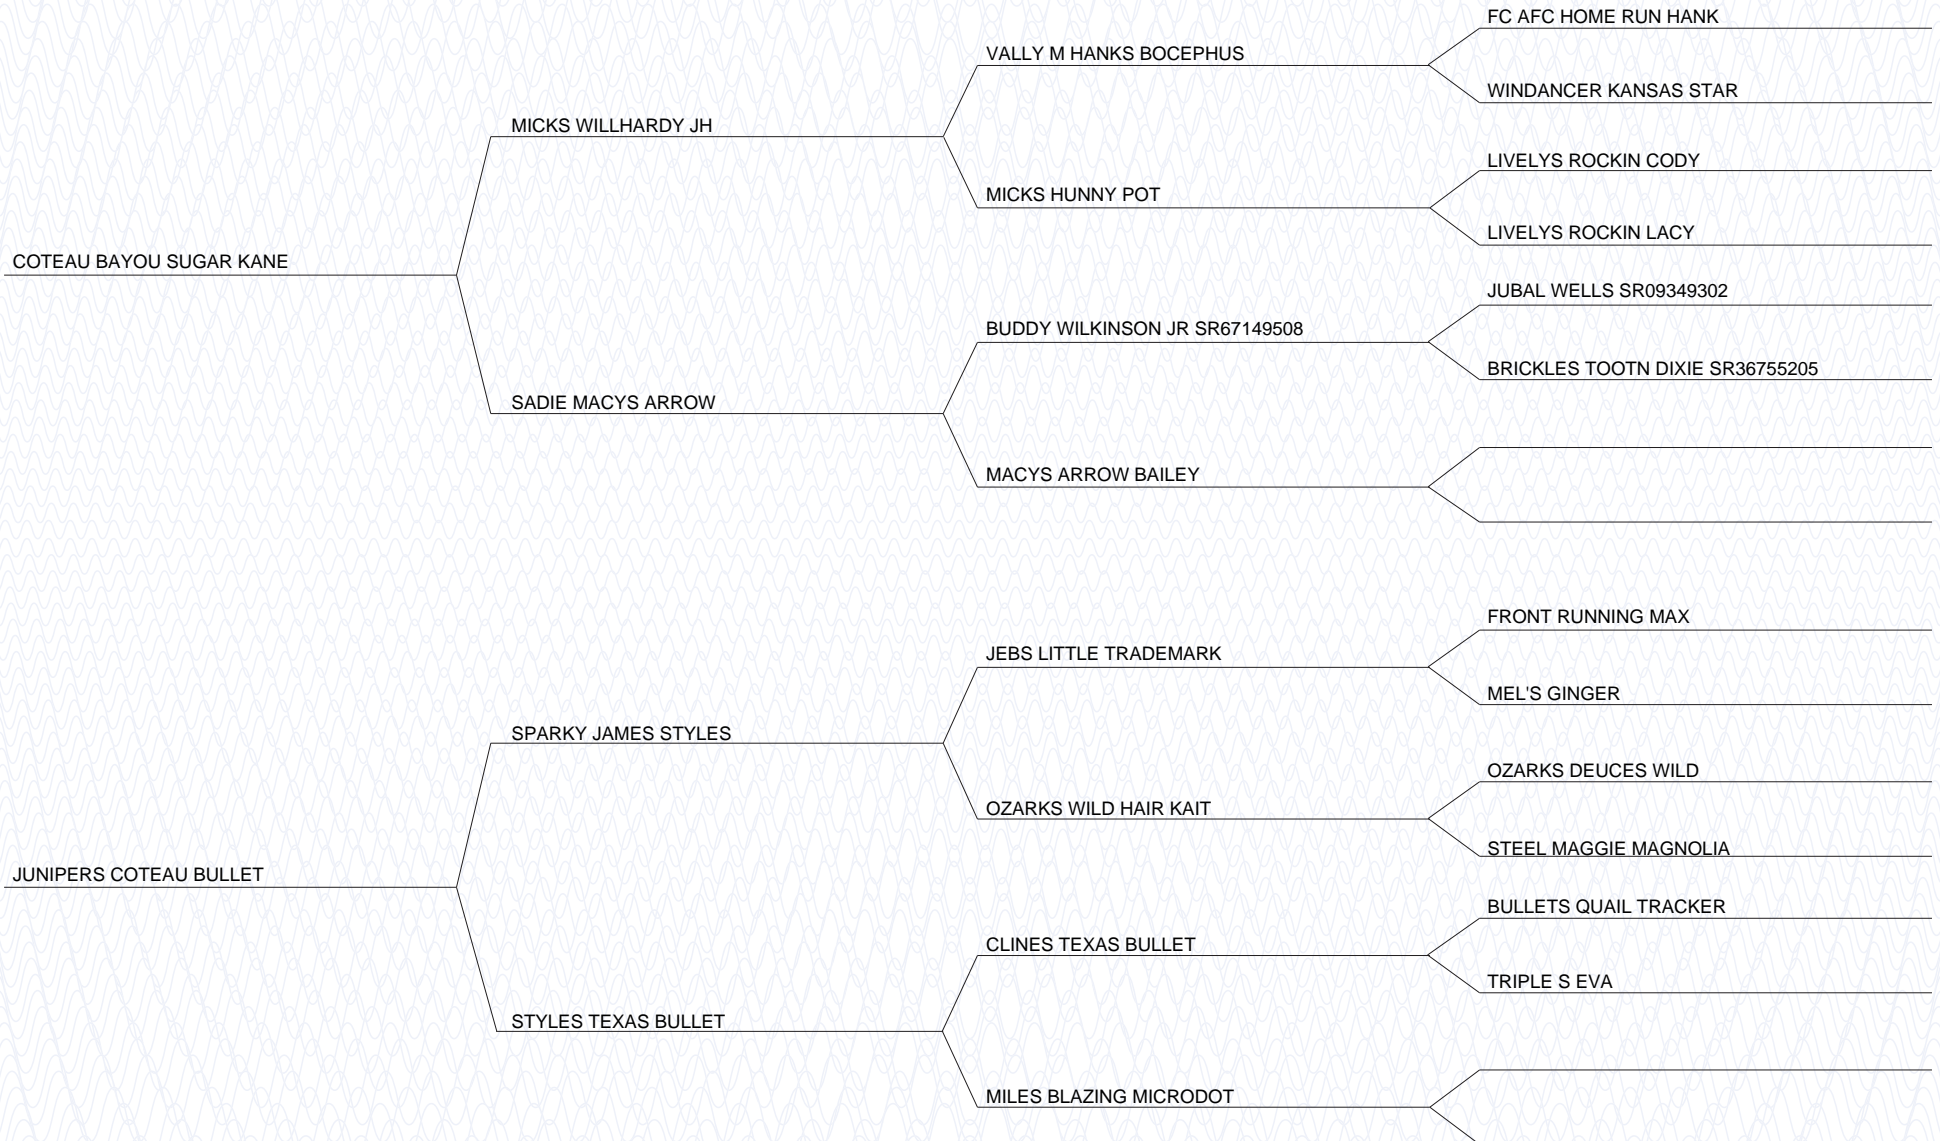 FC AFC HOME RUN HANK
VALLY M HANKS BOCEPHUS
WINDANCER KANSAS STAR
MICKS WILLHARDY JH
LIVELYS ROCKIN CODY
MICKS HUNNY POT
LIVELYS ROCKIN LACY
COTEAU BAYOU SUGAR KANE
JUBAL WELLS SR09349302
BUDDY WILKINSON JR SR67149508
BRICKLES TOOTN DIXIE SR36755205
SADIE MACYS ARROW
MACYS ARROW BAILEY
FRONT RUNNING MAX
JEBS LITTLE TRADEMARK
MEL'S GINGER
SPARKY JAMES STYLES
OZARKS DEUCES WILD
OZARKS WILD HAIR KAIT
STEEL MAGGIE MAGNOLIA
JUNIPERS COTEAU BULLET
BULLETS QUAIL TRACKER
CLINES TEXAS BULLET
TRIPLE S EVA
STYLES TEXAS BULLET
MILES BLAZING MICRODOT